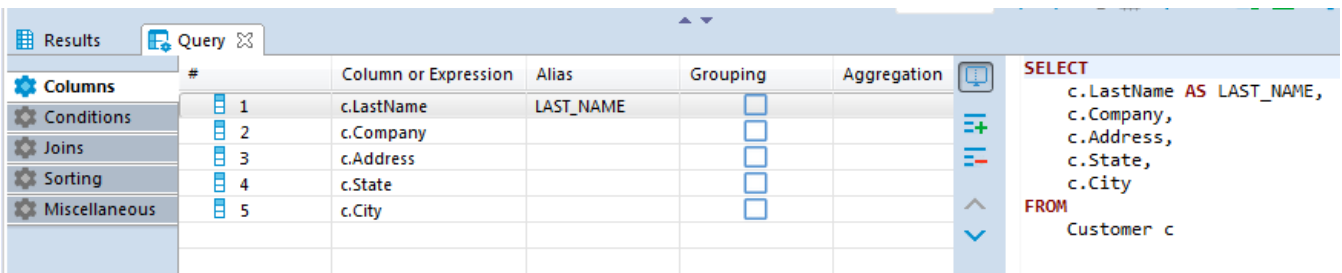 Results Query
Columns
Conditions
Joins
Sorting
Miscellaneous
# Column or Expression Alias Grouping Aggregation
1 c.LastName LAST_NAME
2 c.Company
3 c.Address
4 c.State
5 c.City
SELECT
c.LastName AS LAST_NAME,
c.Company,
c.Address,
c.State,
c.City
FROM
Customer c